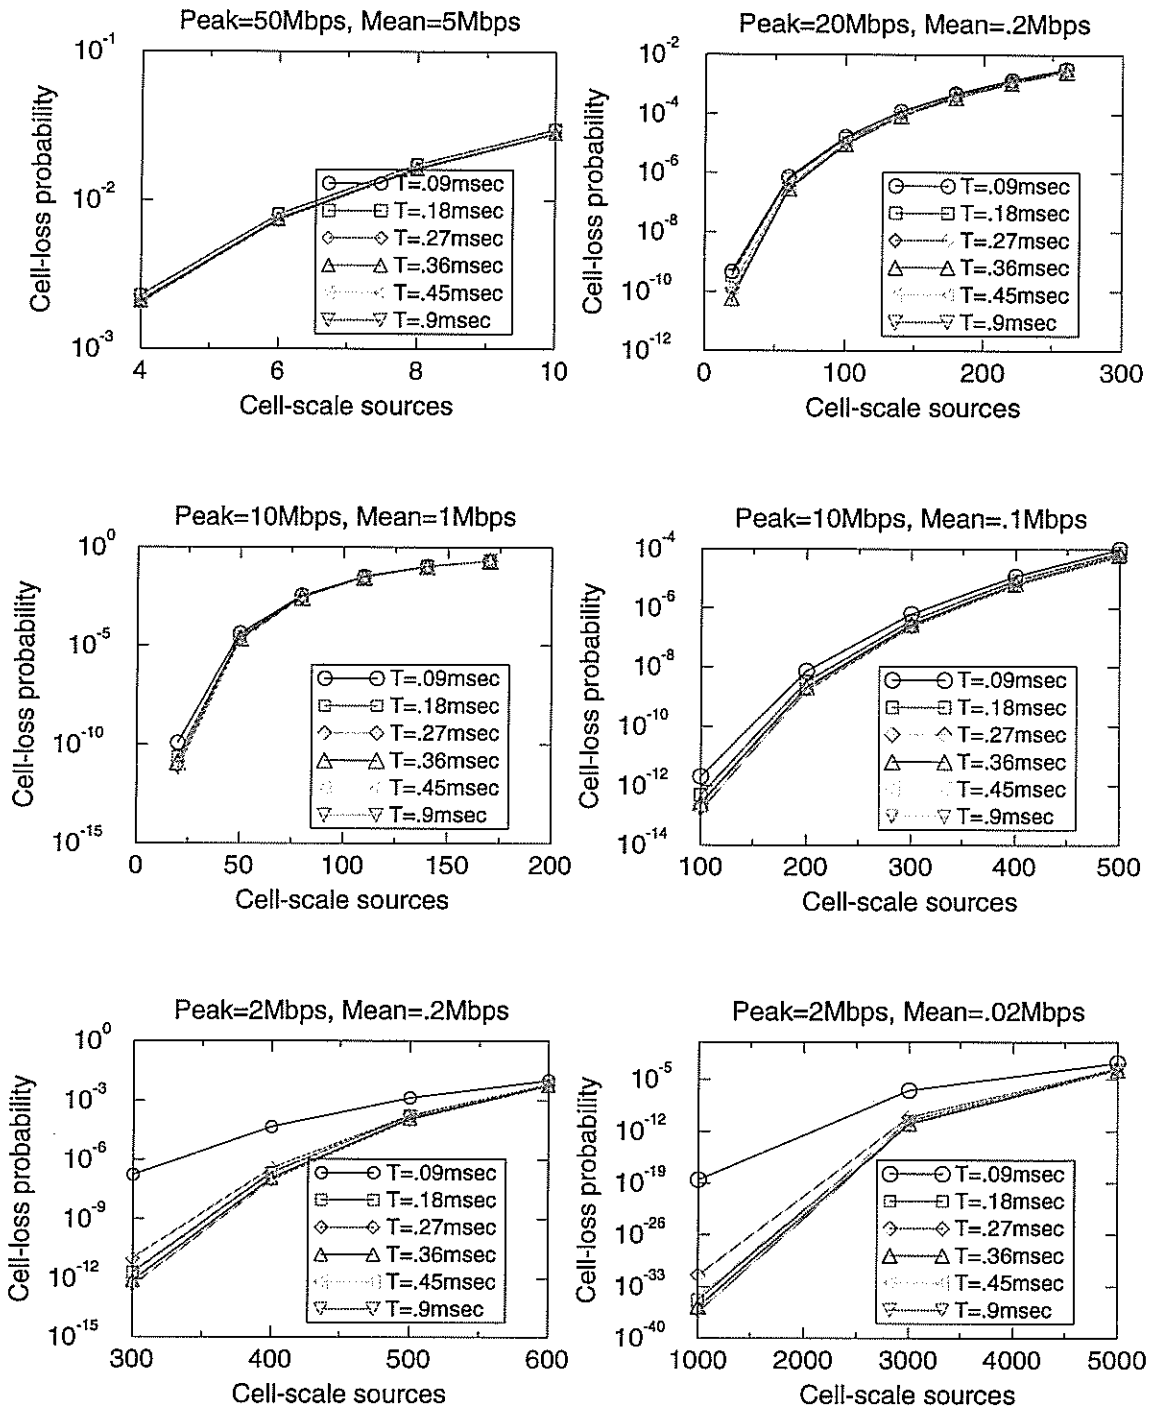 Peak=50Mbps, Mean=5Mbps
10-1
10-2
10-3
Cell-loss probability
T=.09msec
T=.18msec
T=.27msec
T=.36msec
T=.45msec
T=.9msec
4 6 8 10
Cell-scale sources
Peak=20Mbps, Mean=.2Mbps
10-2
10-4
10-6
10-8
10-10
10-12
Cell-loss probability
T=.09msec
T=.18msec
T=.27msec
T=.36msec
T=.45msec
T=.9msec
0 100 200 300
Cell-scale sources
Peak=10Mbps, Mean=1Mbps
100
10-5
10-10
10-15
Cell-loss probability
T=.09msec
T=.18msec
T=.27msec
T=.36msec
T=.45msec
T=.9msec
0 50 100 150 200
Cell-scale sources
Peak=10Mbps, Mean=.1Mbps
10-4
10-6
10-8
10-10
10-12
10-14
Cell-loss probability
T=.09msec
T=.18msec
T=.27msec
T=.36msec
T=.45msec
T=.9msec
100 200 300 400 500
Cell-scale sources
Peak=2Mbps, Mean=.2Mbps
100
10-3
10-6
10-9
10-12
10-15
Cell-loss probability
T=.09msec
T=.18msec
T=.27msec
T=.36msec
T=.45msec
T=.9msec
300 400 500 600
Cell-scale sources
Peak=2Mbps, Mean=.02Mbps
10-5
10-12
10-19
10-26
10-33
10-40
Cell-loss probability
T=.09msec
T=.18msec
T=.27msec
T=.36msec
T=.45msec
T=.9msec
1000 2000 3000 4000 5000
Cell-scale sources